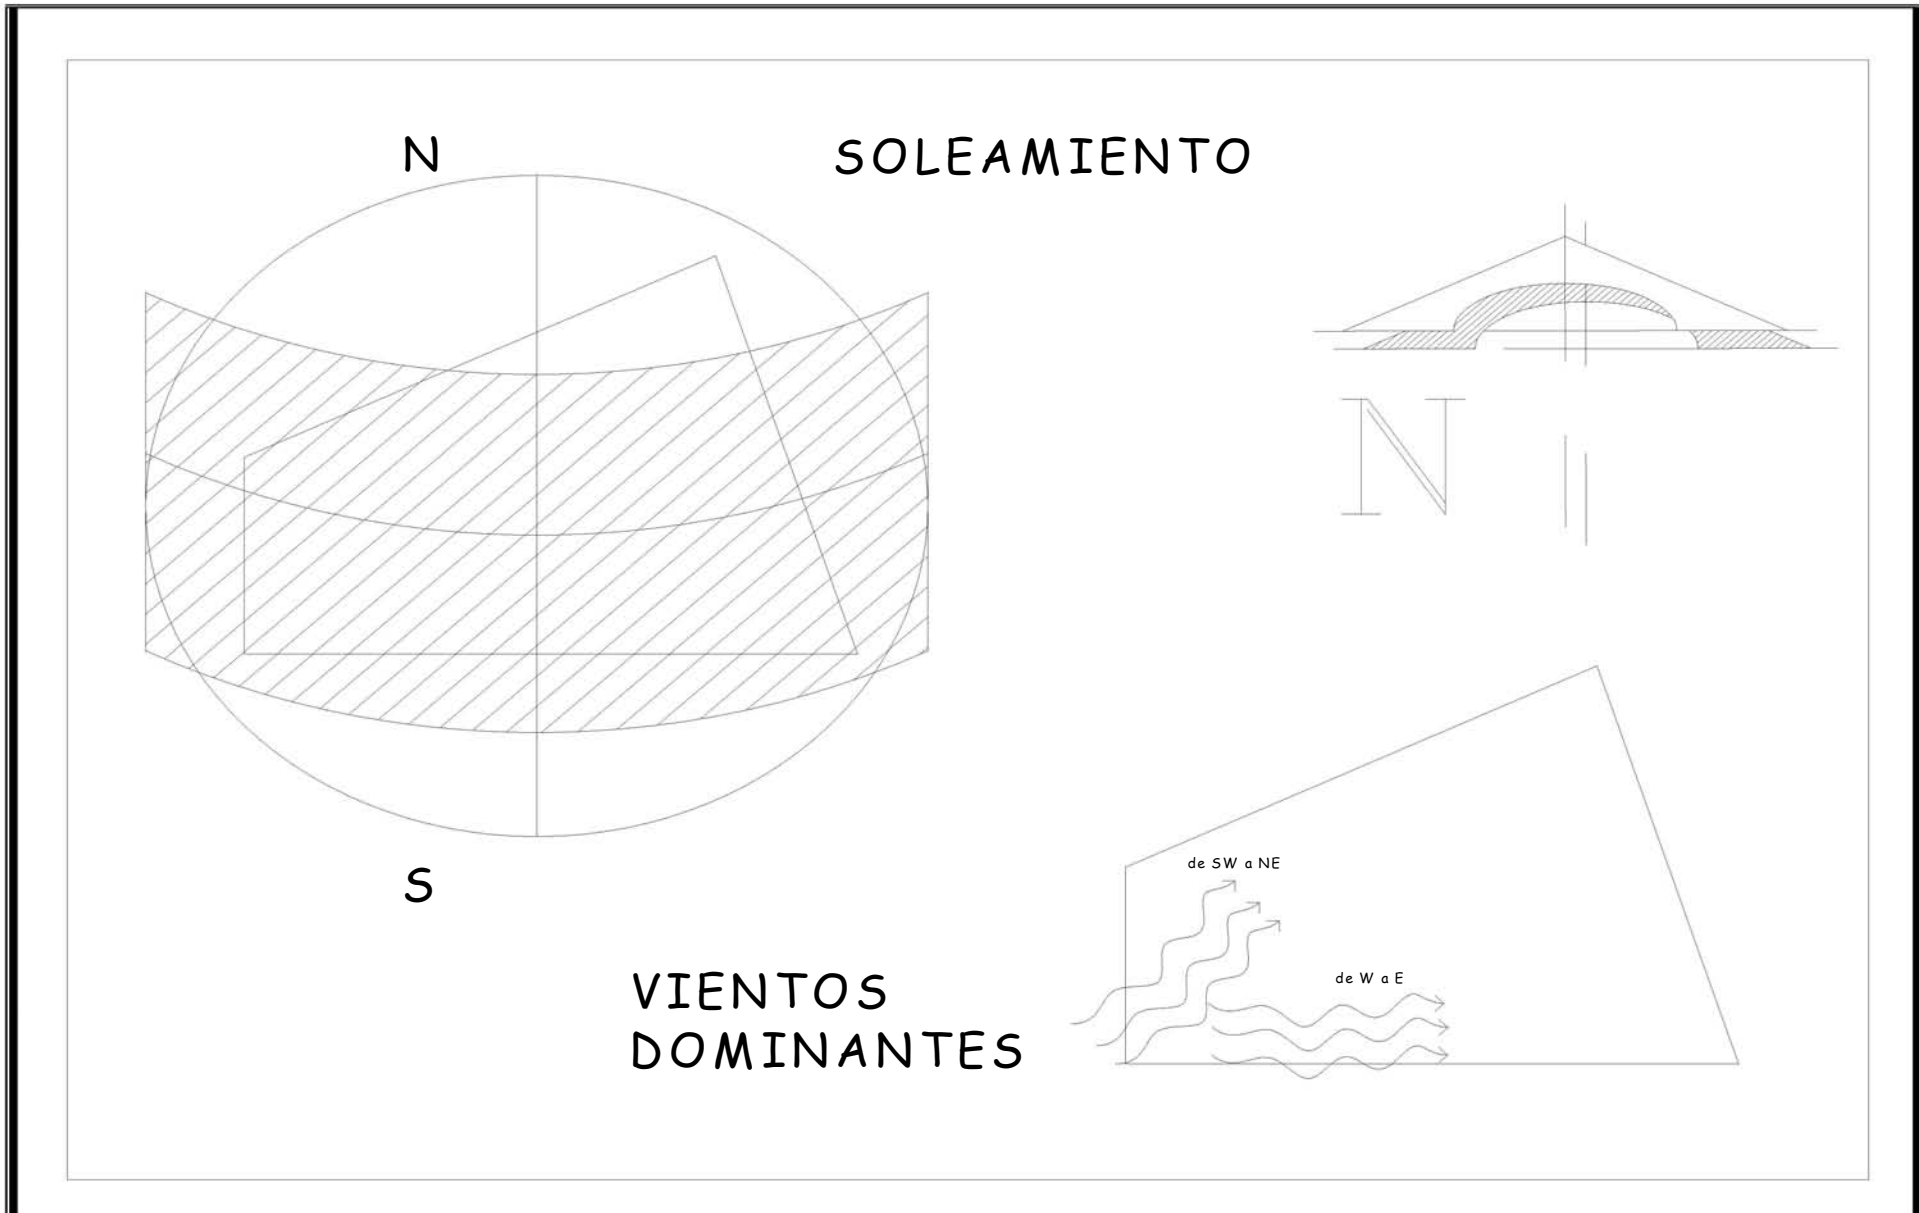 N
SOLEAMIENTO
N
S
de SW a NE
de W a E
VIENTOS
DOMINANTES